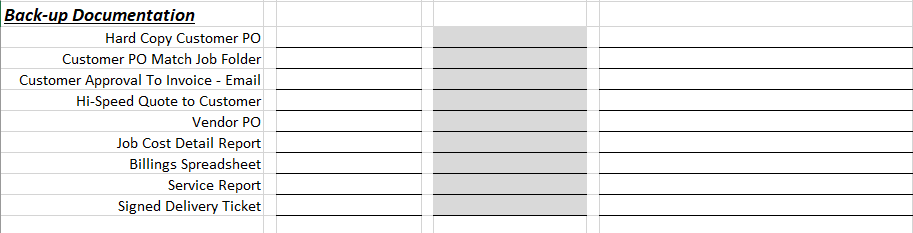 Back-up Documentation
Hard Copy Customer PO
Customer PO Match Job Folder
Customer Approval To Invoice - Email
Hi-Speed Quote to Customer
Vendor PO
Job Cost Detail Report
Billings Spreadsheet
Service Report
Signed Delivery Ticket